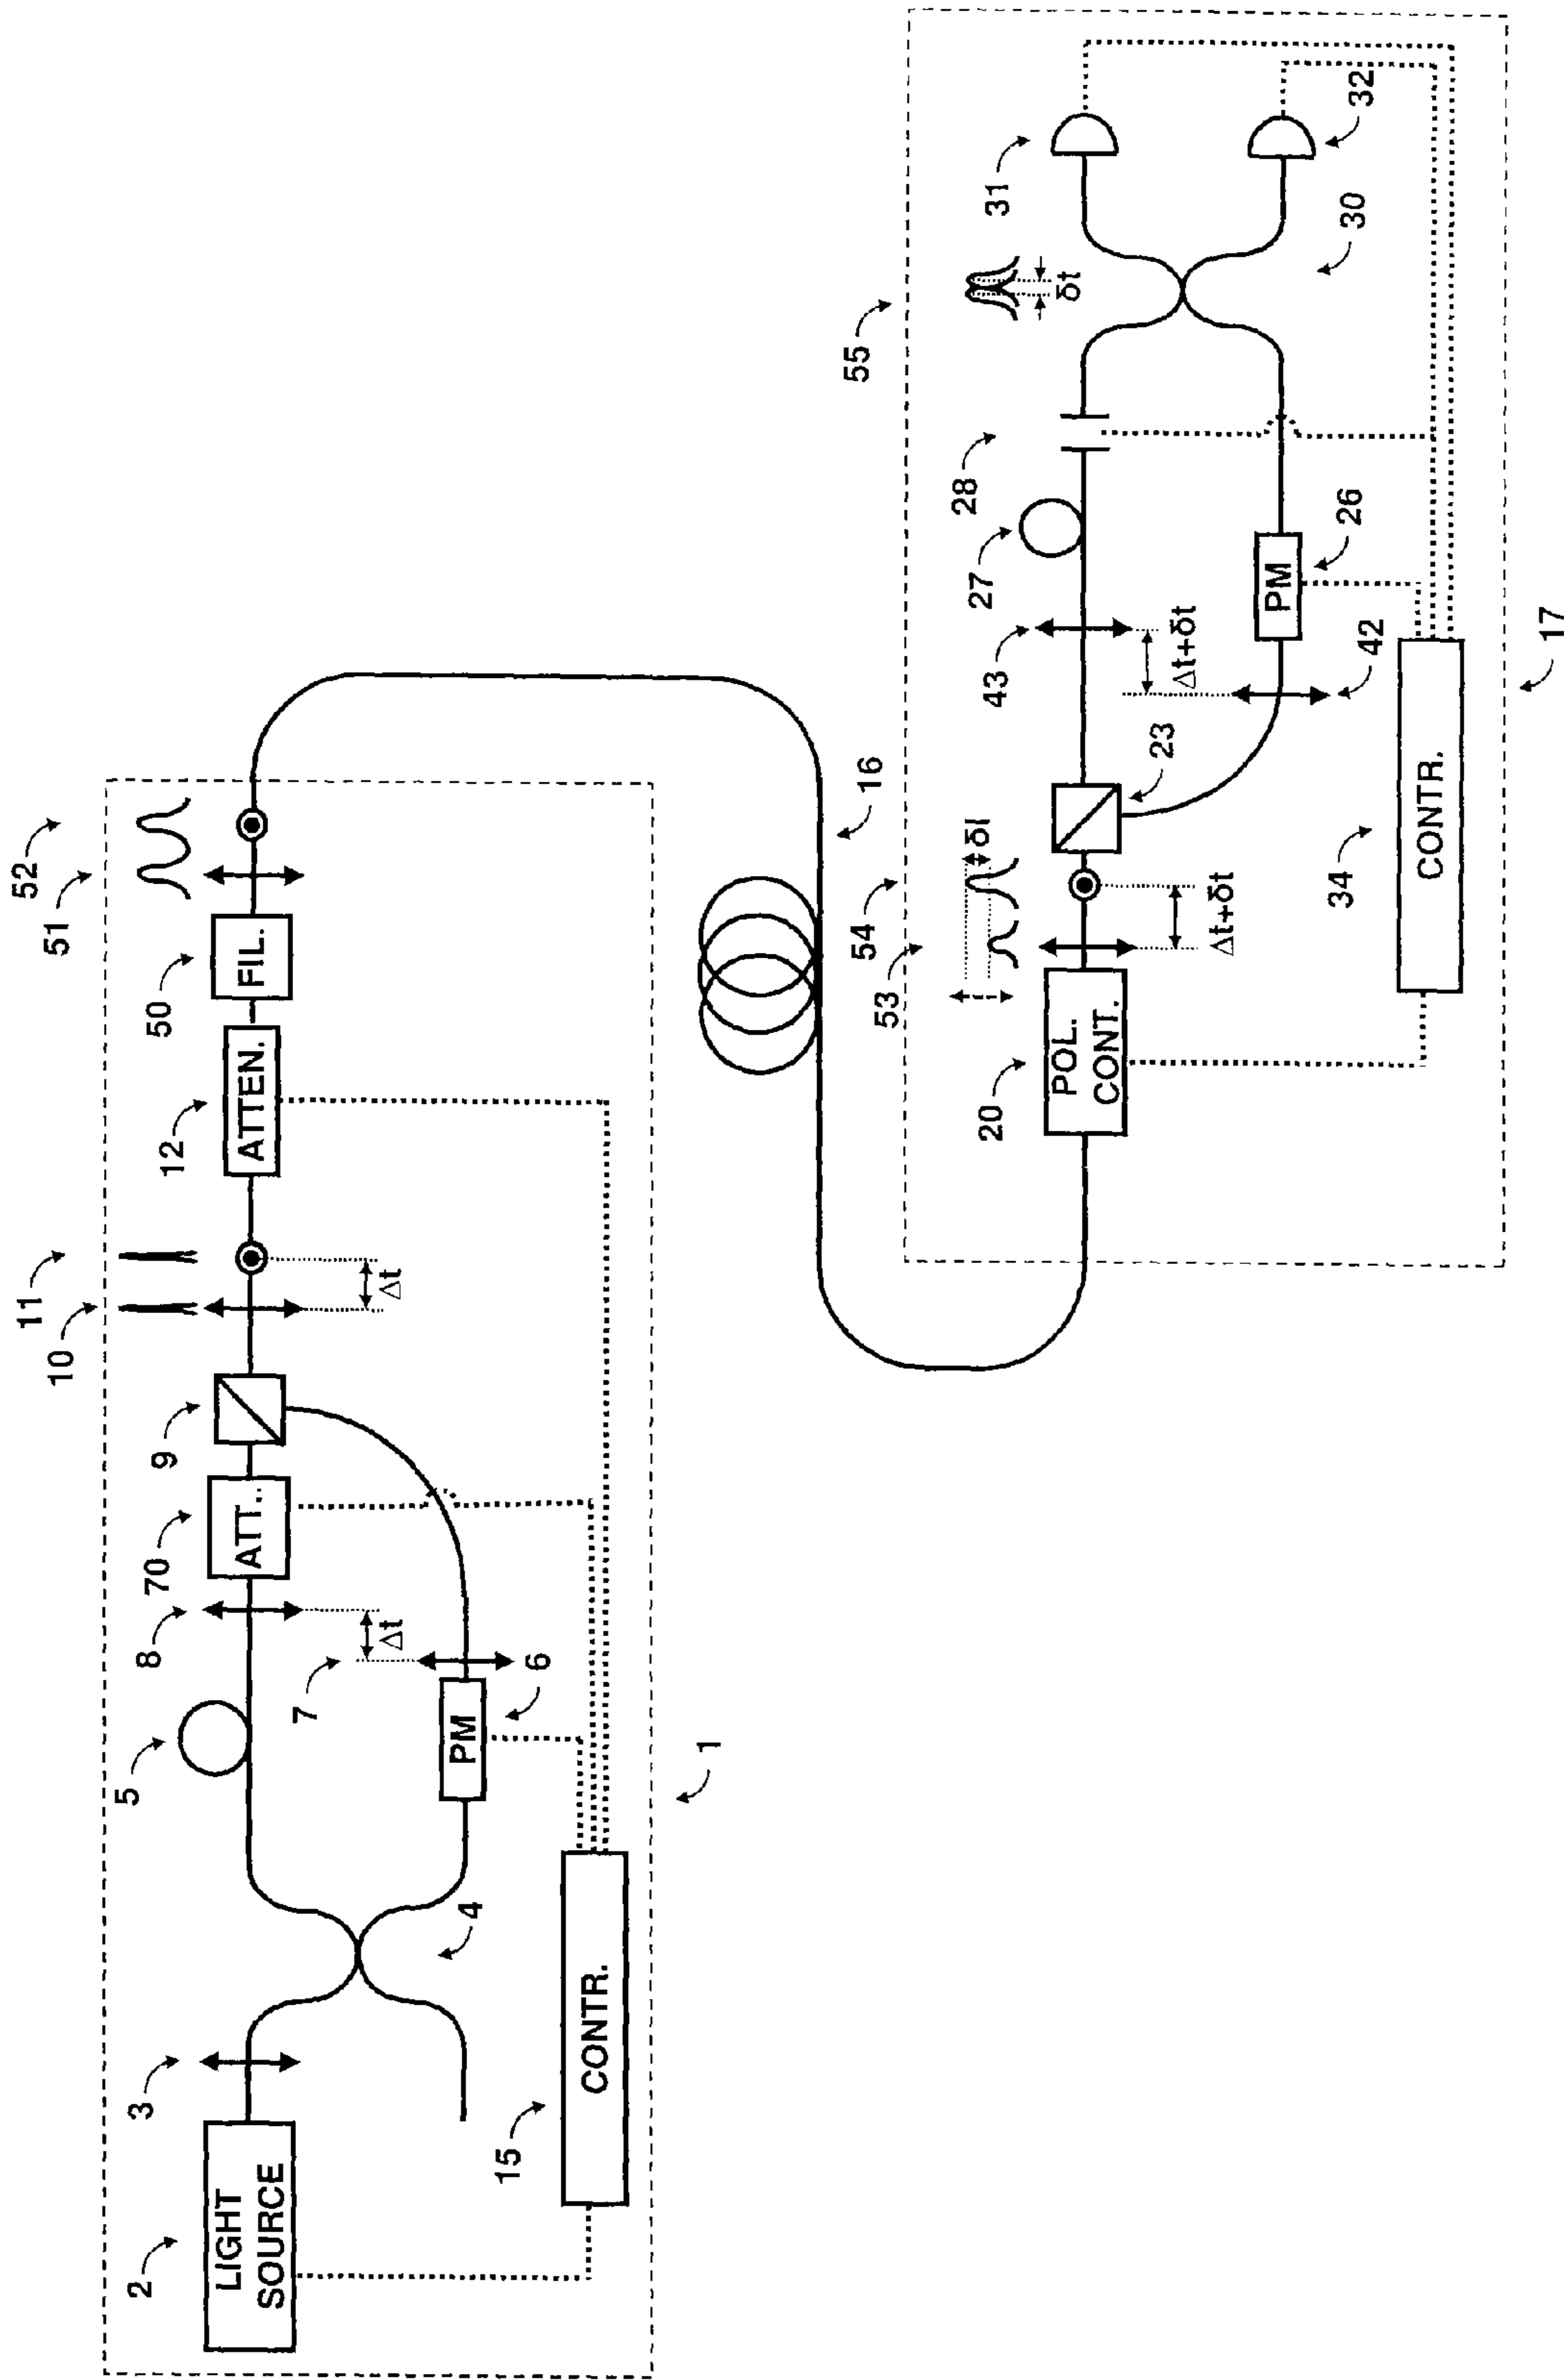 2
LIGHT
SOURCE
3
4
5
PM
6
7
8
Δt
70
ATT..
9
10
11
Δt
12
ATTEN.
50
FIL.
51
52
15
CONTR.
1
16
20
POL.
CONT.
53
54
δI
Δt+δt
23
43
42
Δt+δt
27
PM
26
28
55
δt
30
31
32
34
CONTR.
17